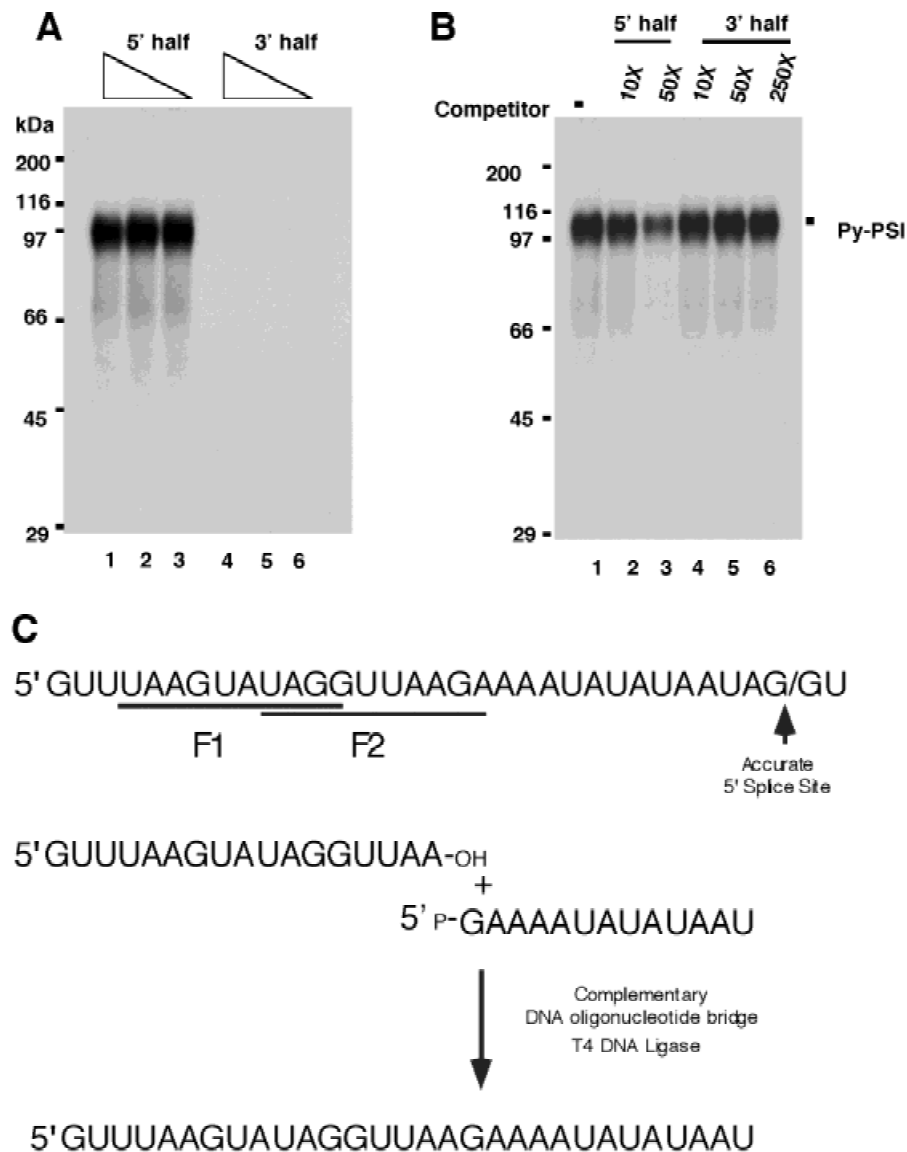 A
5' half 3' half
kDa
200
116
97
66
45
29
1 2 3 4 5 6
B
5' half 3' half
Competitor - 10X 50X 10X 50X 250X
200
116
97
66
45
29
Py-PSI
1 2 3 4 5 6
C
5' GUUUAAGUAUAGGUUAAGAAAAUAUAUAAUAG/GU
F1 F2
Accurate
5' Splice Site
5' GUUUAAGUAUAGGUUAA-OH
+
5' P-GAAAAUAUAUAAU
Complementary
DNA oligonucleotide bridge
T4 DNA Ligase
5' GUUUAAGUAUAGGUUAAGAAAAUAUAUAAU